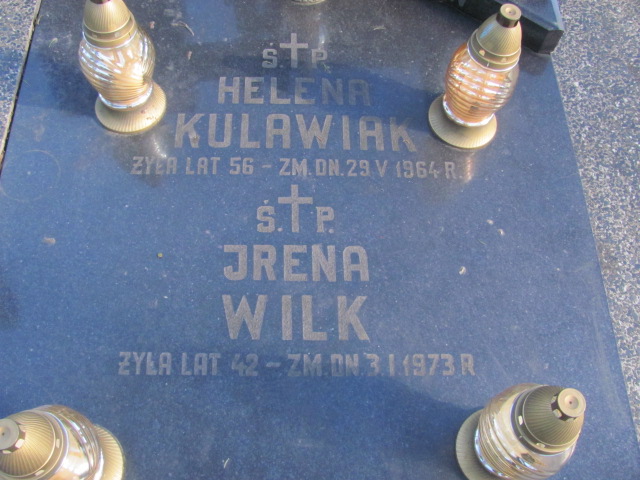 Ś. P.
HELENA
KULAWIAK
ŻYŁA LAT 56 – ZM. DN. 29 V 1964 R.
Ś. P.
JRENA
WILK
ŻYŁA LAT 42 – ZM. DN. 3 I 1973 R